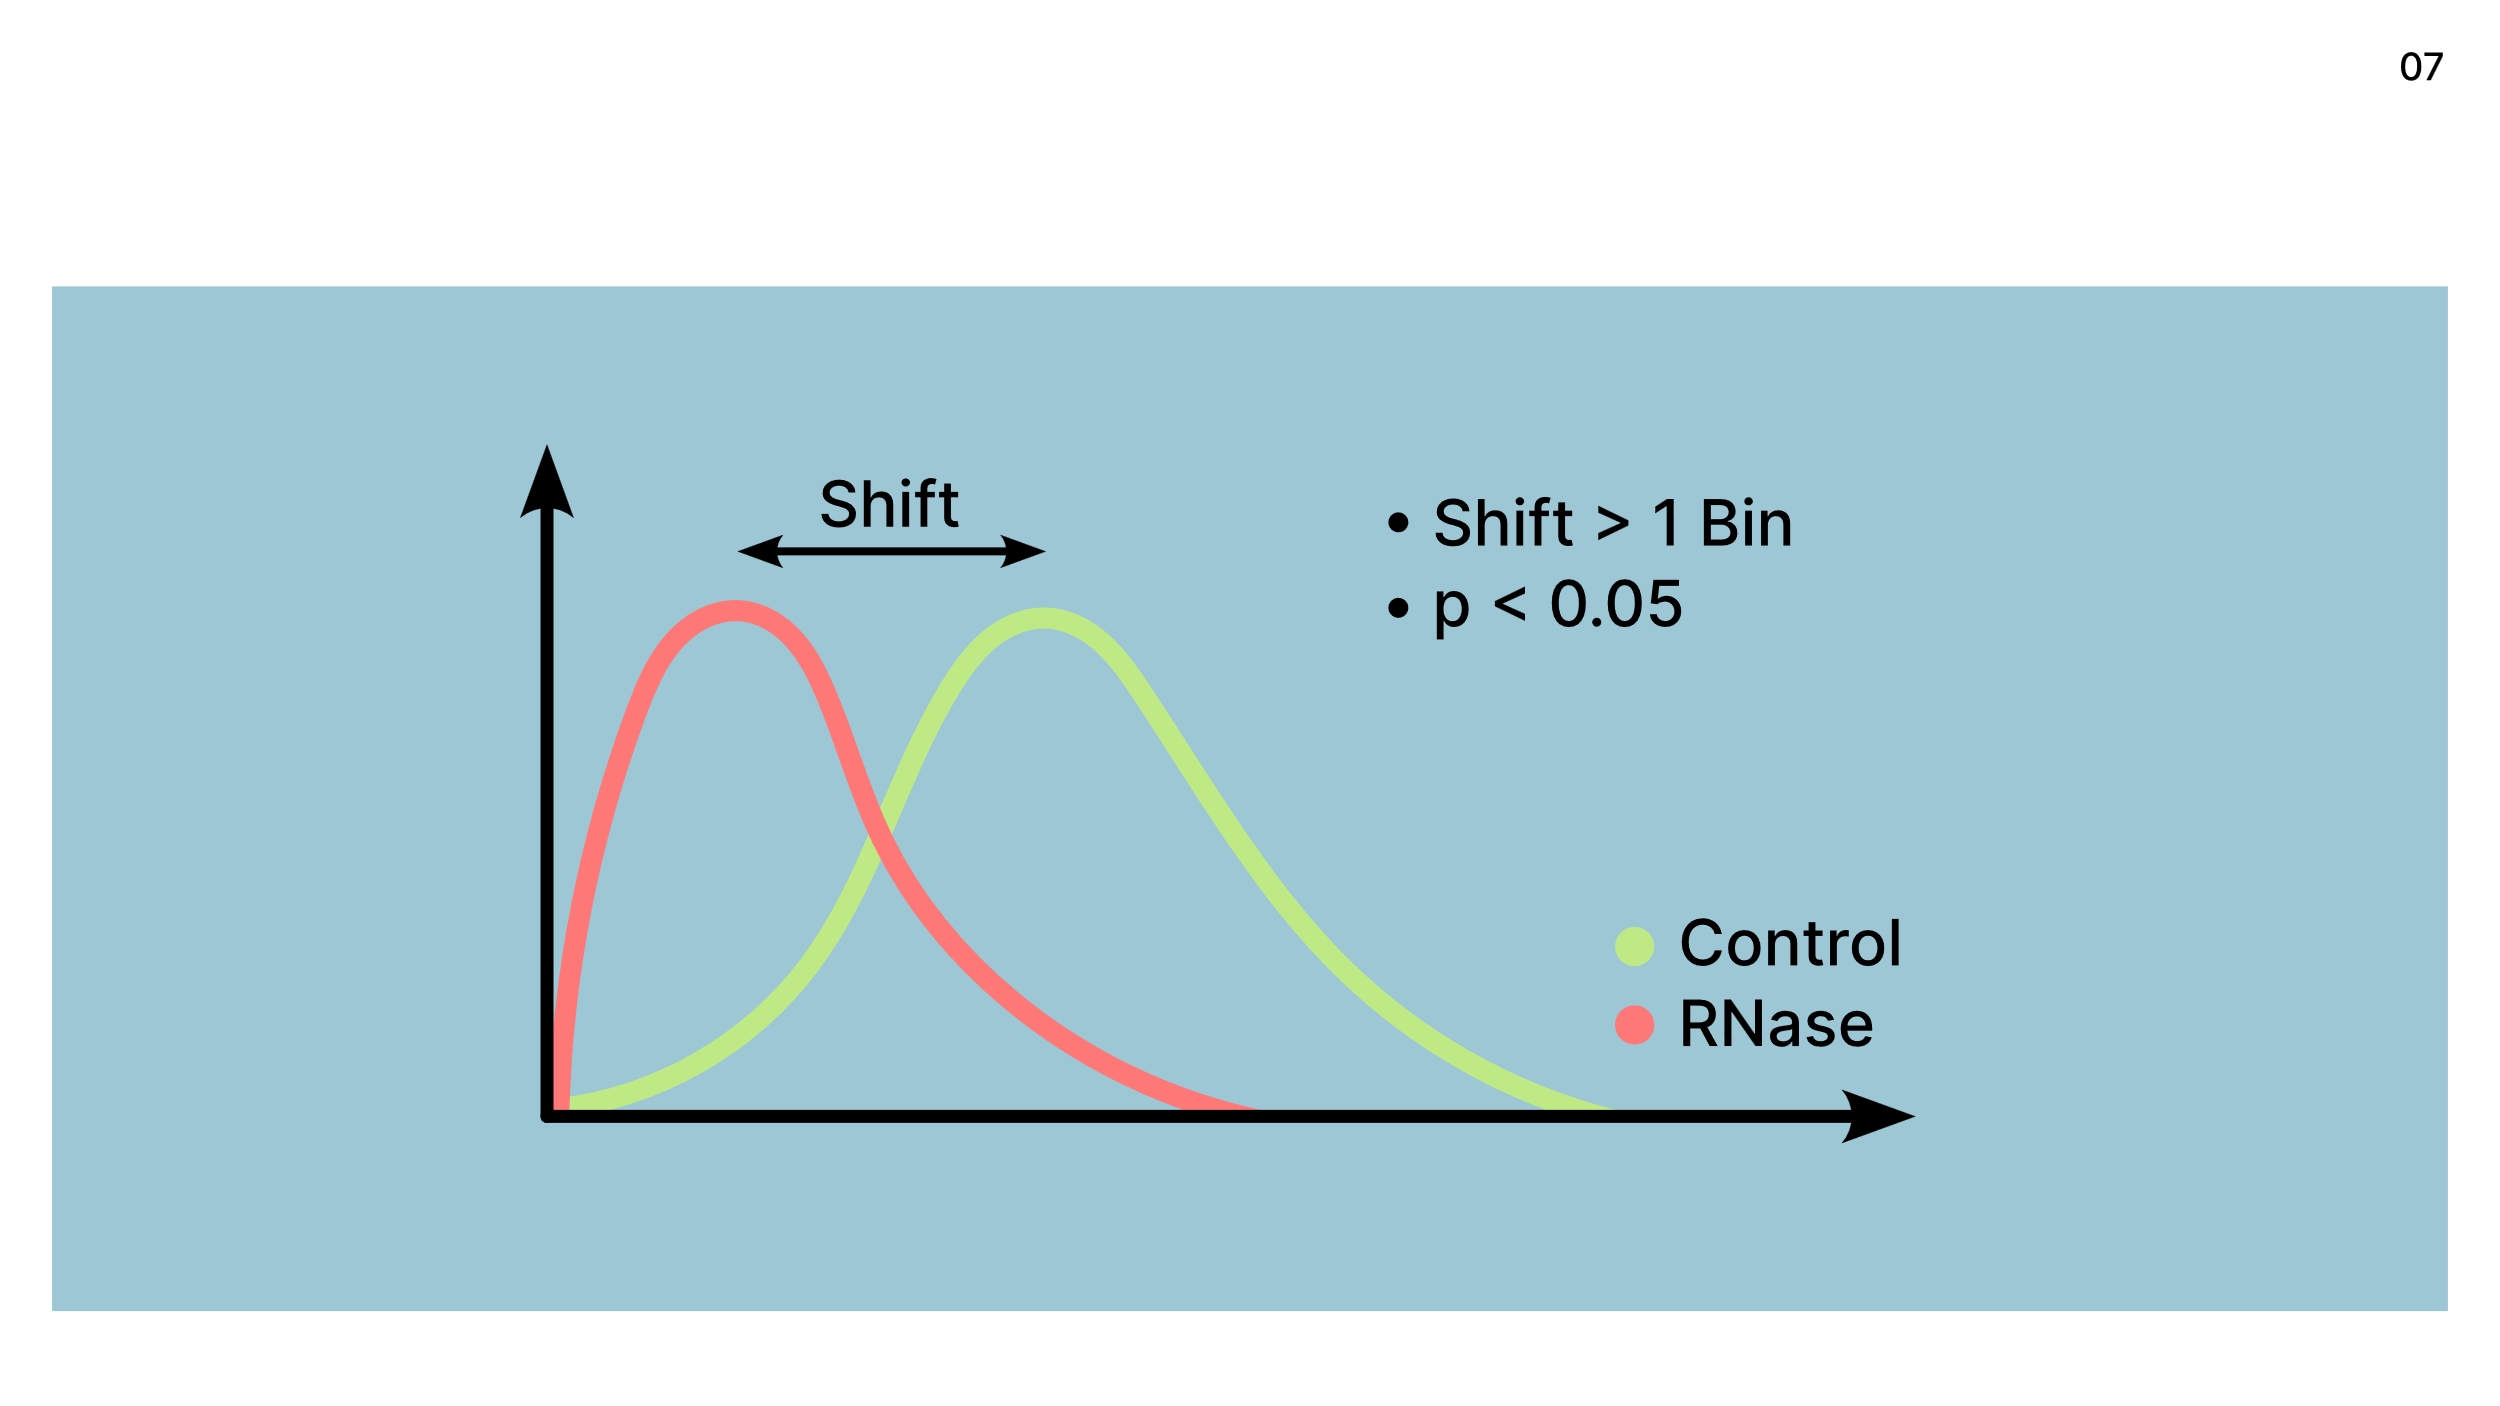 07
Shift
• Shift > 1 Bin
• p < 0.05
Control
RNase